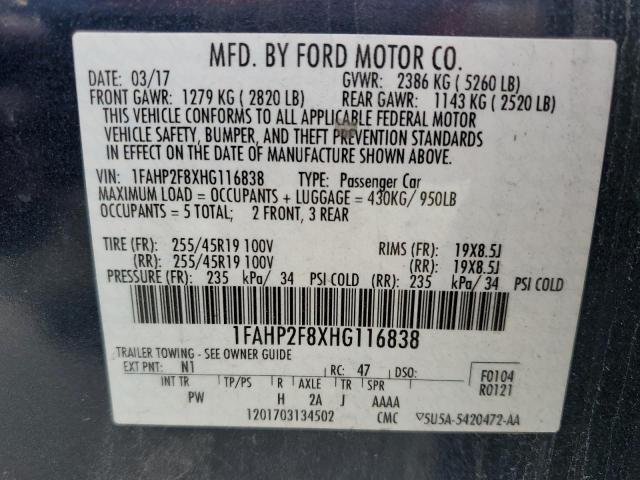 MFD. BY FORD MOTOR CO.
DATE: 03/17 GVWR: 2386 KG ( 5260 LB)
FRONT GAWR: 1279 KG ( 2820 LB) REAR GAWR: 1143 KG ( 2520 LB)
THIS VEHICLE CONFORMS TO ALL APPLICABLE FEDERAL MOTOR
VEHICLE SAFETY, BUMPER, AND THEFT PREVENTION STANDARDS
IN EFFECT ON THE DATE OF MANUFACTURE SHOWN ABOVE.
VIN: 1FAHP2F8XHG116838 TYPE: Passenger Car
MAXIMUM LOAD = OCCUPANTS + LUGGAGE = 430KG/ 950LB
OCCUPANTS = 5 TOTAL; 2 FRONT, 3 REAR
TIRE (FR): 255/45R19 100V RIMS (FR): 19X8.5J
(RR): 255/45R19 100V (RR): 19X8.5J
PRESSURE (FR): 235 kPa/ 34 PSI COLD (RR): 235 kPa/ 34 PSI COLD
1FAHP2F8XHG116838
TRAILER TOWING - SEE OWNER GUIDE
EXT PNT: N1 RC: 47 DSO: F0104
INT TR TP/PS R AXLE TR SPR R0121
PW H 2A J AAAA
1201703134502 CMC ▽5U5A-5420472-AA